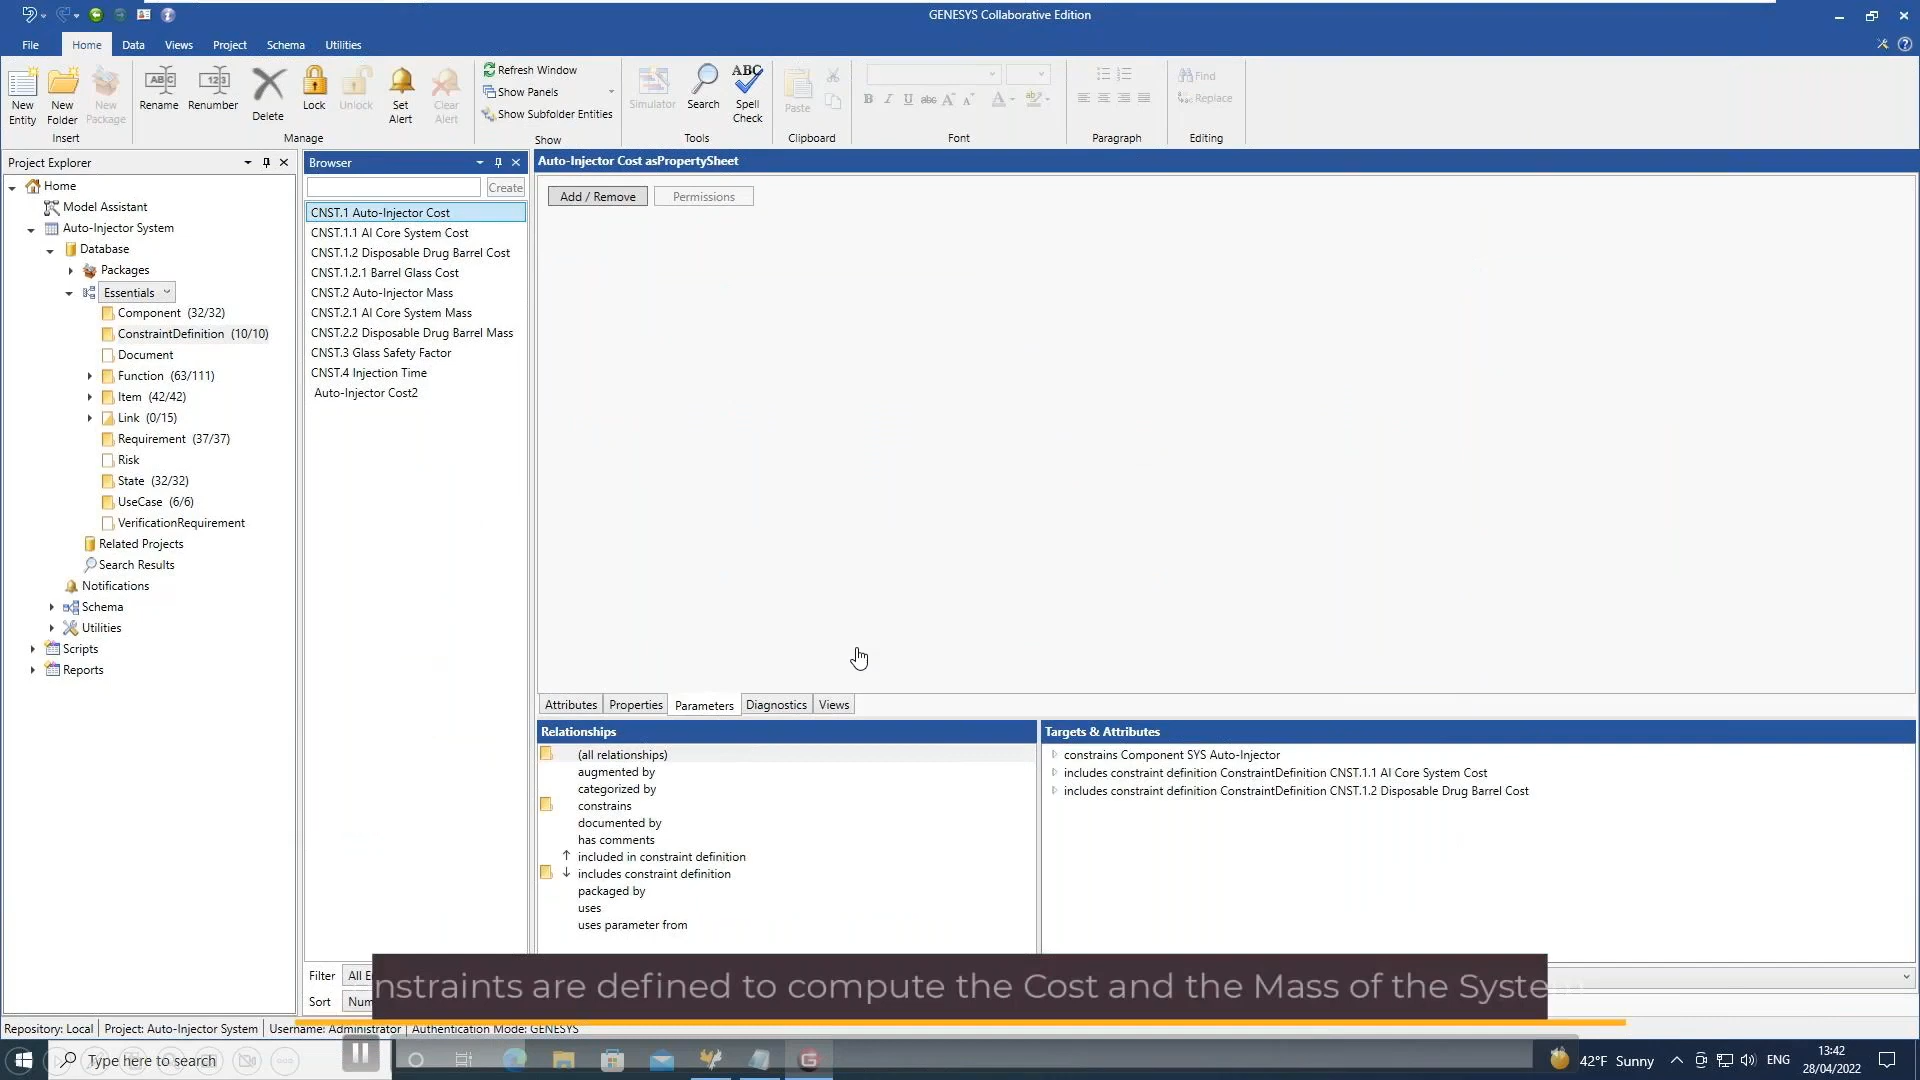 GENESYS Collaborative Edition
File Home Data Views Project Schema Utilities
New Entity
New Folder
New Package
Insert
Rename
Renumber
Delete
Lock
Unlock
Set Alert
Clear Alert
Manage
Refresh Window
Show Panels
Show Subfolder Entities
Show
Simulator
Search
ABC
Spell Check
Tools
Paste
Clipboard
B I U abc A A A ab
Font
Paragraph
Find
Replace
Editing
Project Explorer
Home
Model Assistant
Auto-Injector System
Database
Packages
Essentials
Component (32/32)
ConstraintDefinition (10/10)
Document
Function (63/111)
Item (42/42)
Link (0/15)
Requirement (37/37)
Risk
State (32/32)
UseCase (6/6)
VerificationRequirement
Related Projects
Search Results
Notifications
Schema
Utilities
Scripts
Reports
Browser
Create
CNST.1 Auto-Injector Cost
CNST.1.1 AI Core System Cost
CNST.1.2 Disposable Drug Barrel Cost
CNST.1.2.1 Barrel Glass Cost
CNST.2 Auto-Injector Mass
CNST.2.1 AI Core System Mass
CNST.2.2 Disposable Drug Barrel Mass
CNST.3 Glass Safety Factor
CNST.4 Injection Time
Auto-Injector Cost2
Filter All E
Sort Num
Auto-Injector Cost asPropertySheet
Add / Remove Permissions
Attributes Properties Parameters Diagnostics Views
Relationships
(all relationships)
augmented by
categorized by
constrains
documented by
has comments
included in constraint definition
includes constraint definition
packaged by
uses
uses parameter from
Targets & Attributes
constrains Component SYS Auto-Injector
includes constraint definition ConstraintDefinition CNST.1.1 AI Core System Cost
includes constraint definition ConstraintDefinition CNST.1.2 Disposable Drug Barrel Cost
nstraints are defined to compute the Cost and the Mass of the System
Repository: Local Project: Auto-Injector System Username: Administrator Authentication Mode: GENESYS
Type here to search
42°F Sunny
ENG
13:42
28/04/2022